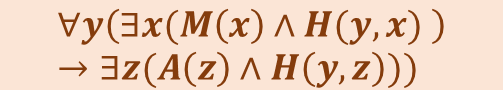 ∀y(∃x(M(x) ∧ H(y,x) )
→ ∃z(A(z) ∧ H(y,z)))